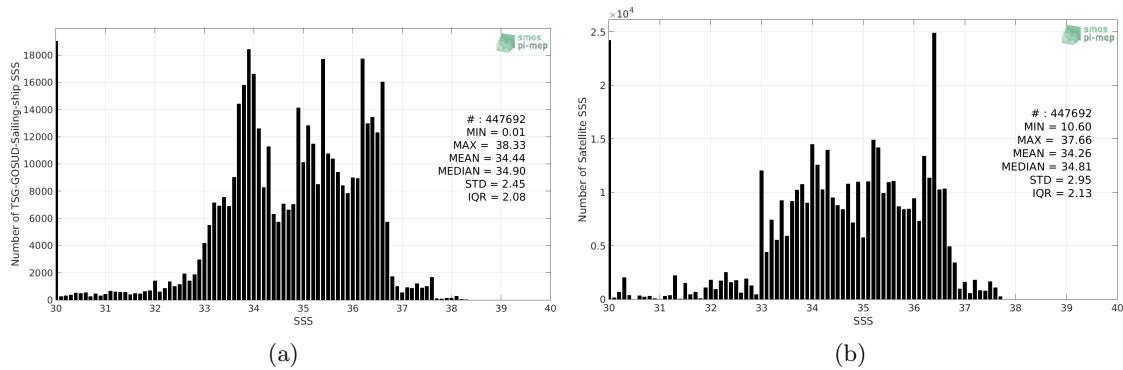 smos
pi-mep
Number of TSG-GOSUD-Sailing-ship SSS
18000
16000
14000
12000
10000
8000
6000
4000
2000
0
# : 447692
MIN = 0.01
MAX = 38.33
MEAN = 34.44
MEDIAN = 34.90
STD = 2.45
IQR = 2.08
30 31 32 33 34 35 36 37 38 39 40
SSS
(a)
×10⁴
smos
pi-mep
Number of Satellite SSS
2.5
2
1.5
1
0.5
0
# : 447692
MIN = 10.60
MAX = 37.66
MEAN = 34.26
MEDIAN = 34.81
STD = 2.95
IQR = 2.13
30 31 32 33 34 35 36 37 38 39 40
SSS
(b)